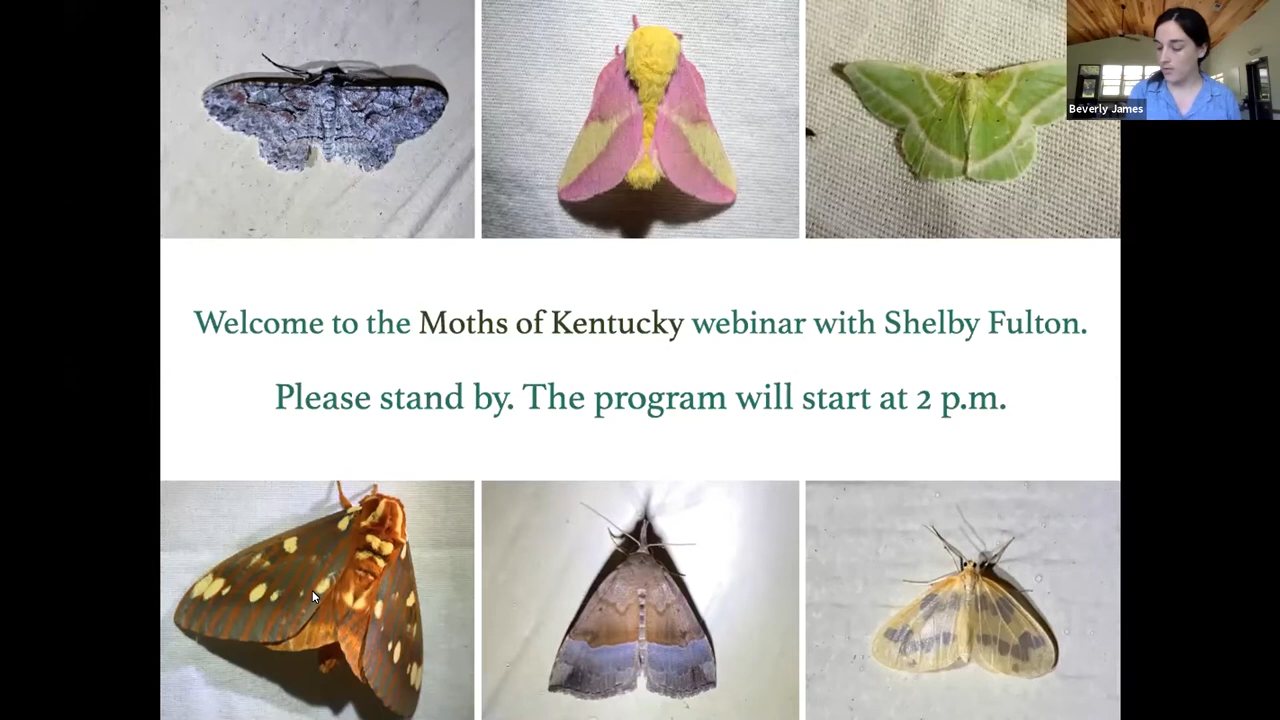 Beverly James
Welcome to the Moths of Kentucky webinar with Shelby Fulton.
Please stand by. The program will start at 2 p.m.